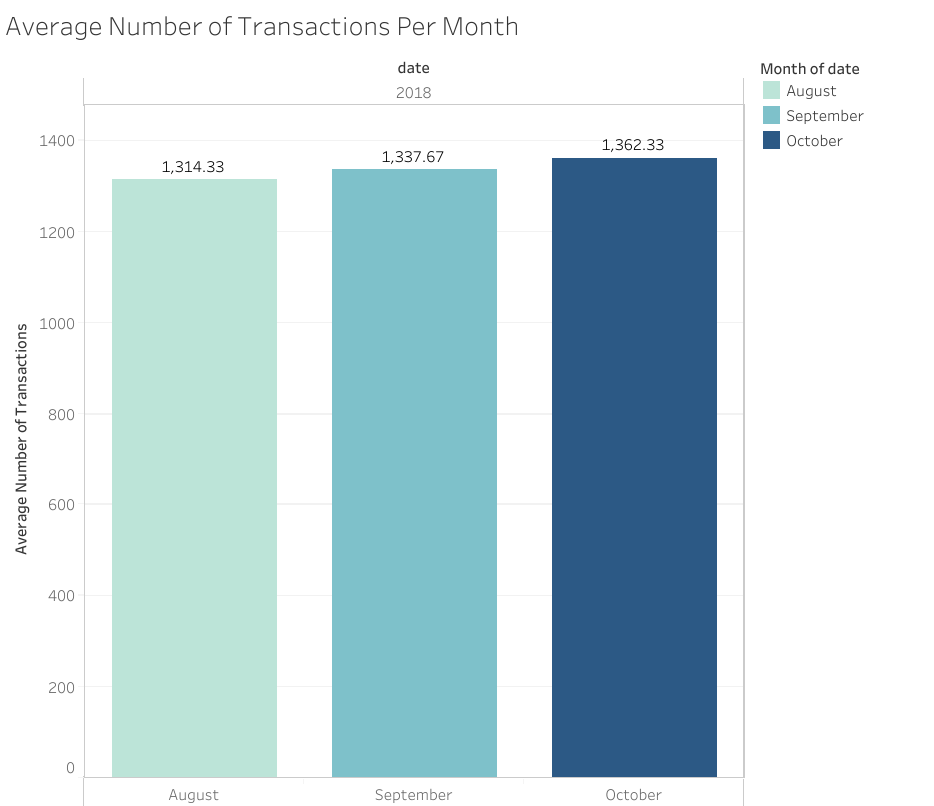 Average Number of Transactions Per Month
date
2018
Month of date
August
September
October
Average Number of Transactions
1400
1200
1000
800
600
400
200
0
1,314.33
1,337.67
1,362.33
August
September
October